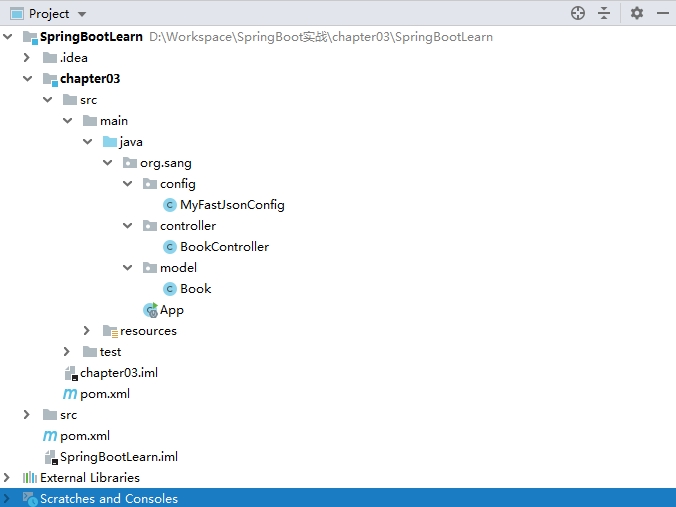 Project
SpringBootLearn D:\Workspace\SpringBoot实战\chapter03\SpringBootLearn
.idea
chapter03
src
main
java
org.sang
config
MyFastJsonConfig
controller
BookController
model
Book
App
resources
test
chapter03.iml
pom.xml
src
pom.xml
SpringBootLearn.iml
External Libraries
Scratches and Consoles